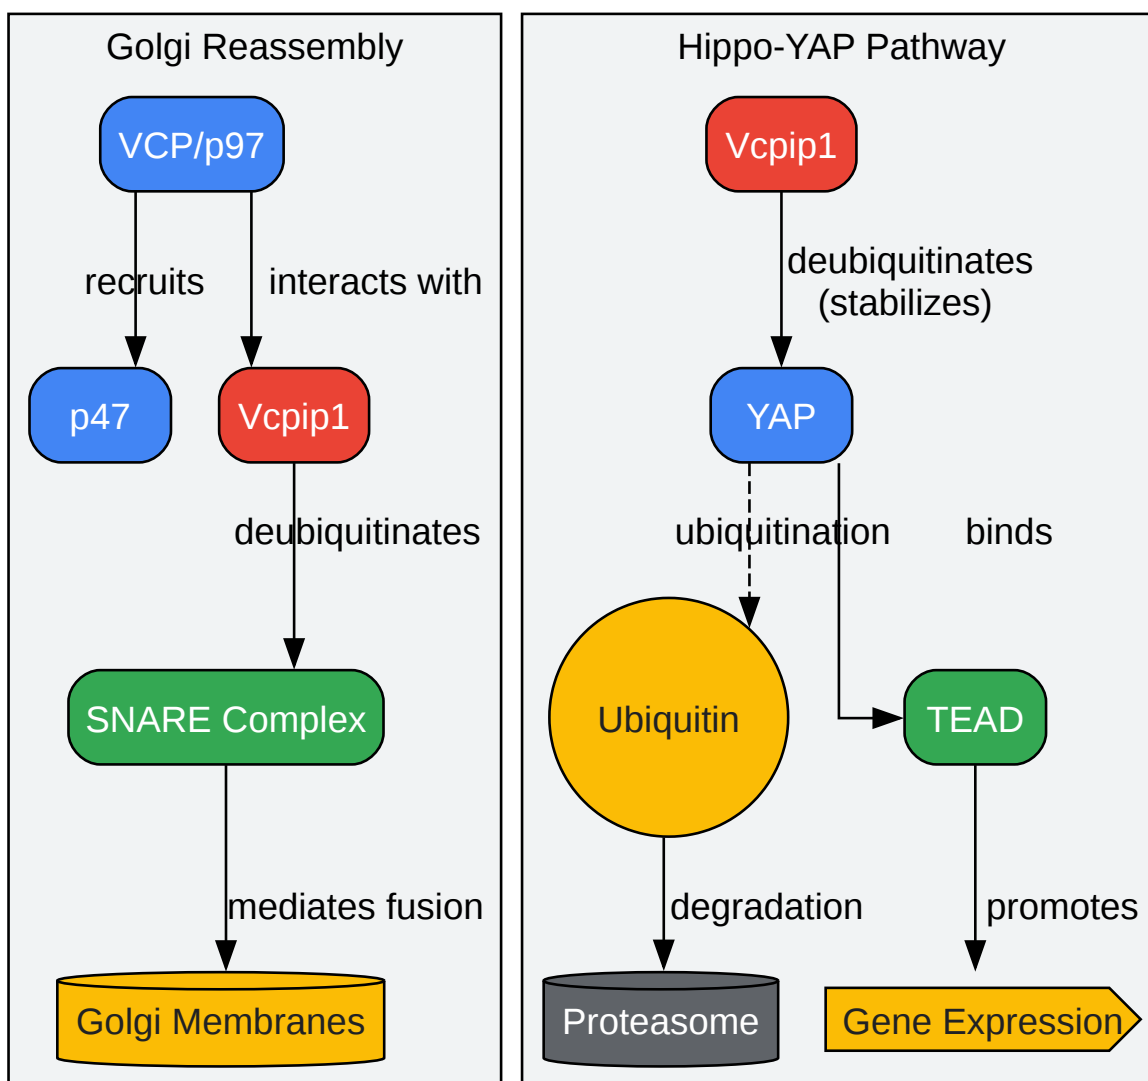 Golgi Reassembly
VCP/p97
recruits
interacts with
p47
Vcpip1
deubiquitinates
SNARE Complex
mediates fusion
Golgi Membranes
Hippo-YAP Pathway
Vcpip1
deubiquitinates
(stabilizes)
YAP
ubiquitination
binds
Ubiquitin
TEAD
degradation
promotes
Proteasome
Gene Expression